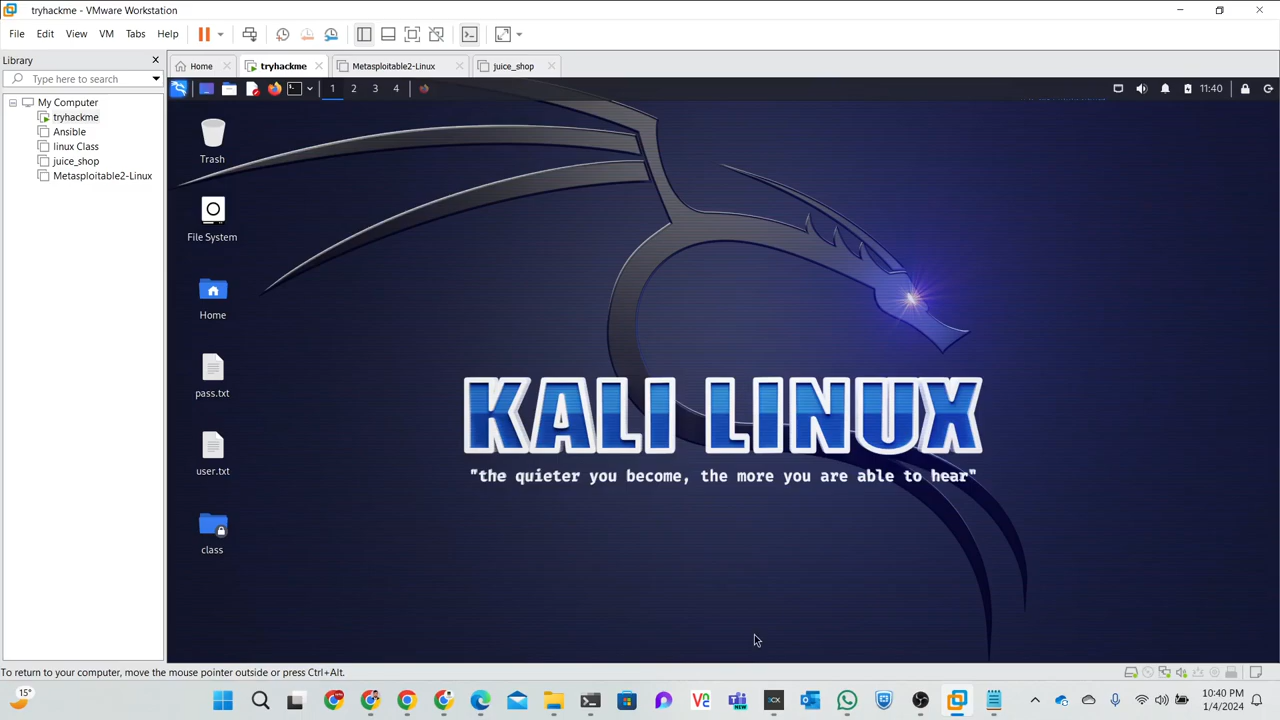 tryhackme - VMware Workstation
File Edit View VM Tabs Help
Library
Type here to search
My Computer
tryhackme
Ansible
linux Class
juice_shop
Metasploitable2-Linux
Home
tryhackme
Metasploitable2-Linux
juice_shop
1 2 3 4
11:40
Trash
File System
Home
pass.txt
user.txt
class
KALI LINUX
"the quieter you become, the more you are able to hear"
To return to your computer, move the mouse pointer outside or press Ctrl+Alt.
15°
10:40 PM
1/4/2024